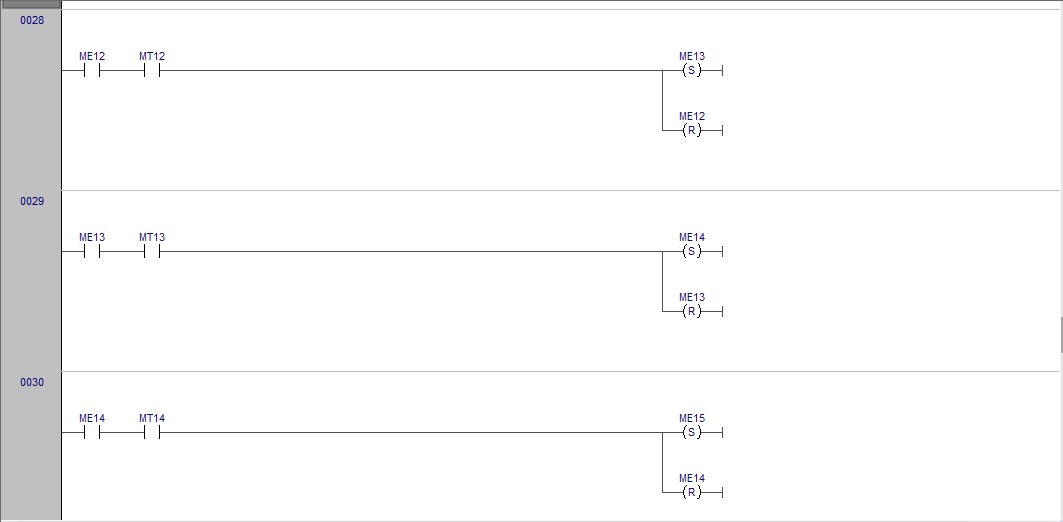 0028
ME12 MT12 ME13
S
ME12
R
0029
ME13 MT13 ME14
S
ME13
R
0030
ME14 MT14 ME15
S
ME14
R